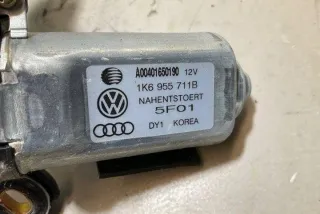 A00401650190 12V
1K6 955 711B
NAHENTSTOERT
5F01
DY1 KOREA